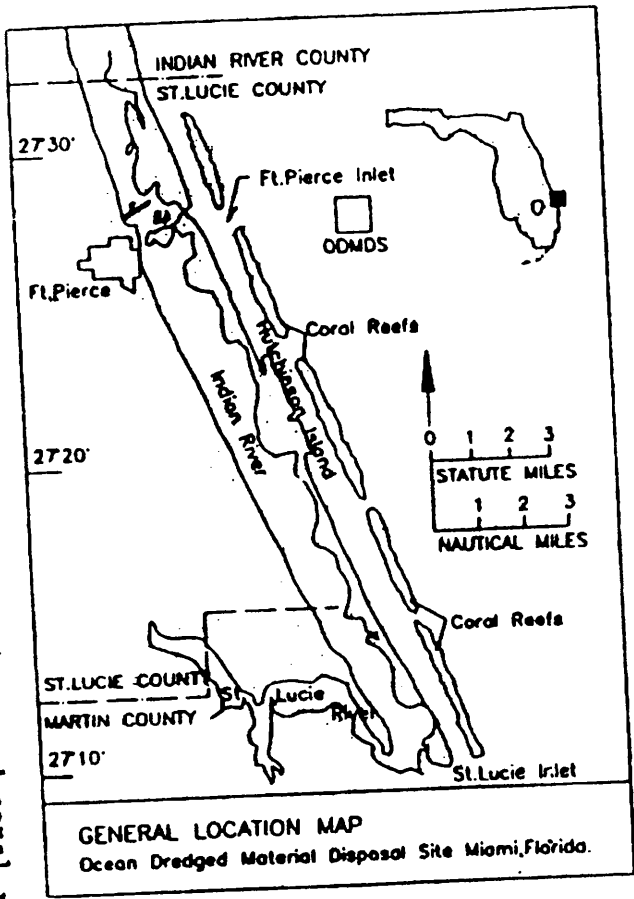 INDIAN RIVER COUNTY
ST.LUCIE COUNTY
27°30'
Ft.Pierce Inlet
ODMDS
Ft.Pierce
Coral Reefs
Hutchinson Island
Indian River
0 1 2 3
STATUTE MILES
1 2 3
NAUTICAL MILES
27°20'
Coral Reefs
ST.LUCIE COUNTY
St. Lucie River
MARTIN COUNTY
27°10'
St.Lucie Inlet
GENERAL LOCATION MAP
Ocean Dredged Material Disposal Site Miami,Florida.